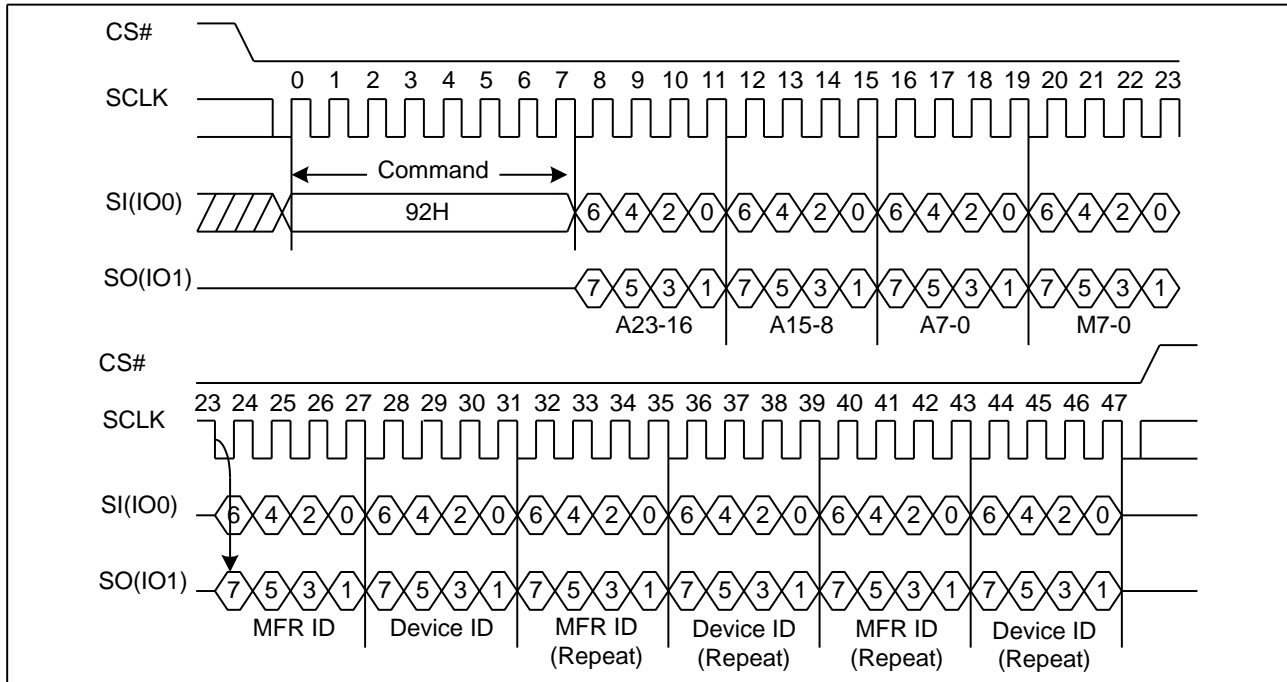 CS#
0 1 2 3 4 5 6 7 8 9 10 11 12 13 14 15 16 17 18 19 20 21 22 23
SCLK
Command
SI(IO0) 92H 6 4 2 0 6 4 2 0 6 4 2 0 6 4 2 0
SO(IO1) 7 5 3 1 7 5 3 1 7 5 3 1 7 5 3 1
A23-16 A15-8 A7-0 M7-0
CS#
23 24 25 26 27 28 29 30 31 32 33 34 35 36 37 38 39 40 41 42 43 44 45 46 47
SCLK
SI(IO0) 6 4 2 0 6 4 2 0 6 4 2 0 6 4 2 0 6 4 2 0 6 4 2 0
SO(IO1) 7 5 3 1 7 5 3 1 7 5 3 1 7 5 3 1 7 5 3 1 7 5 3 1
MFR ID Device ID MFR ID Device ID MFR ID Device ID
(Repeat) (Repeat) (Repeat) (Repeat)